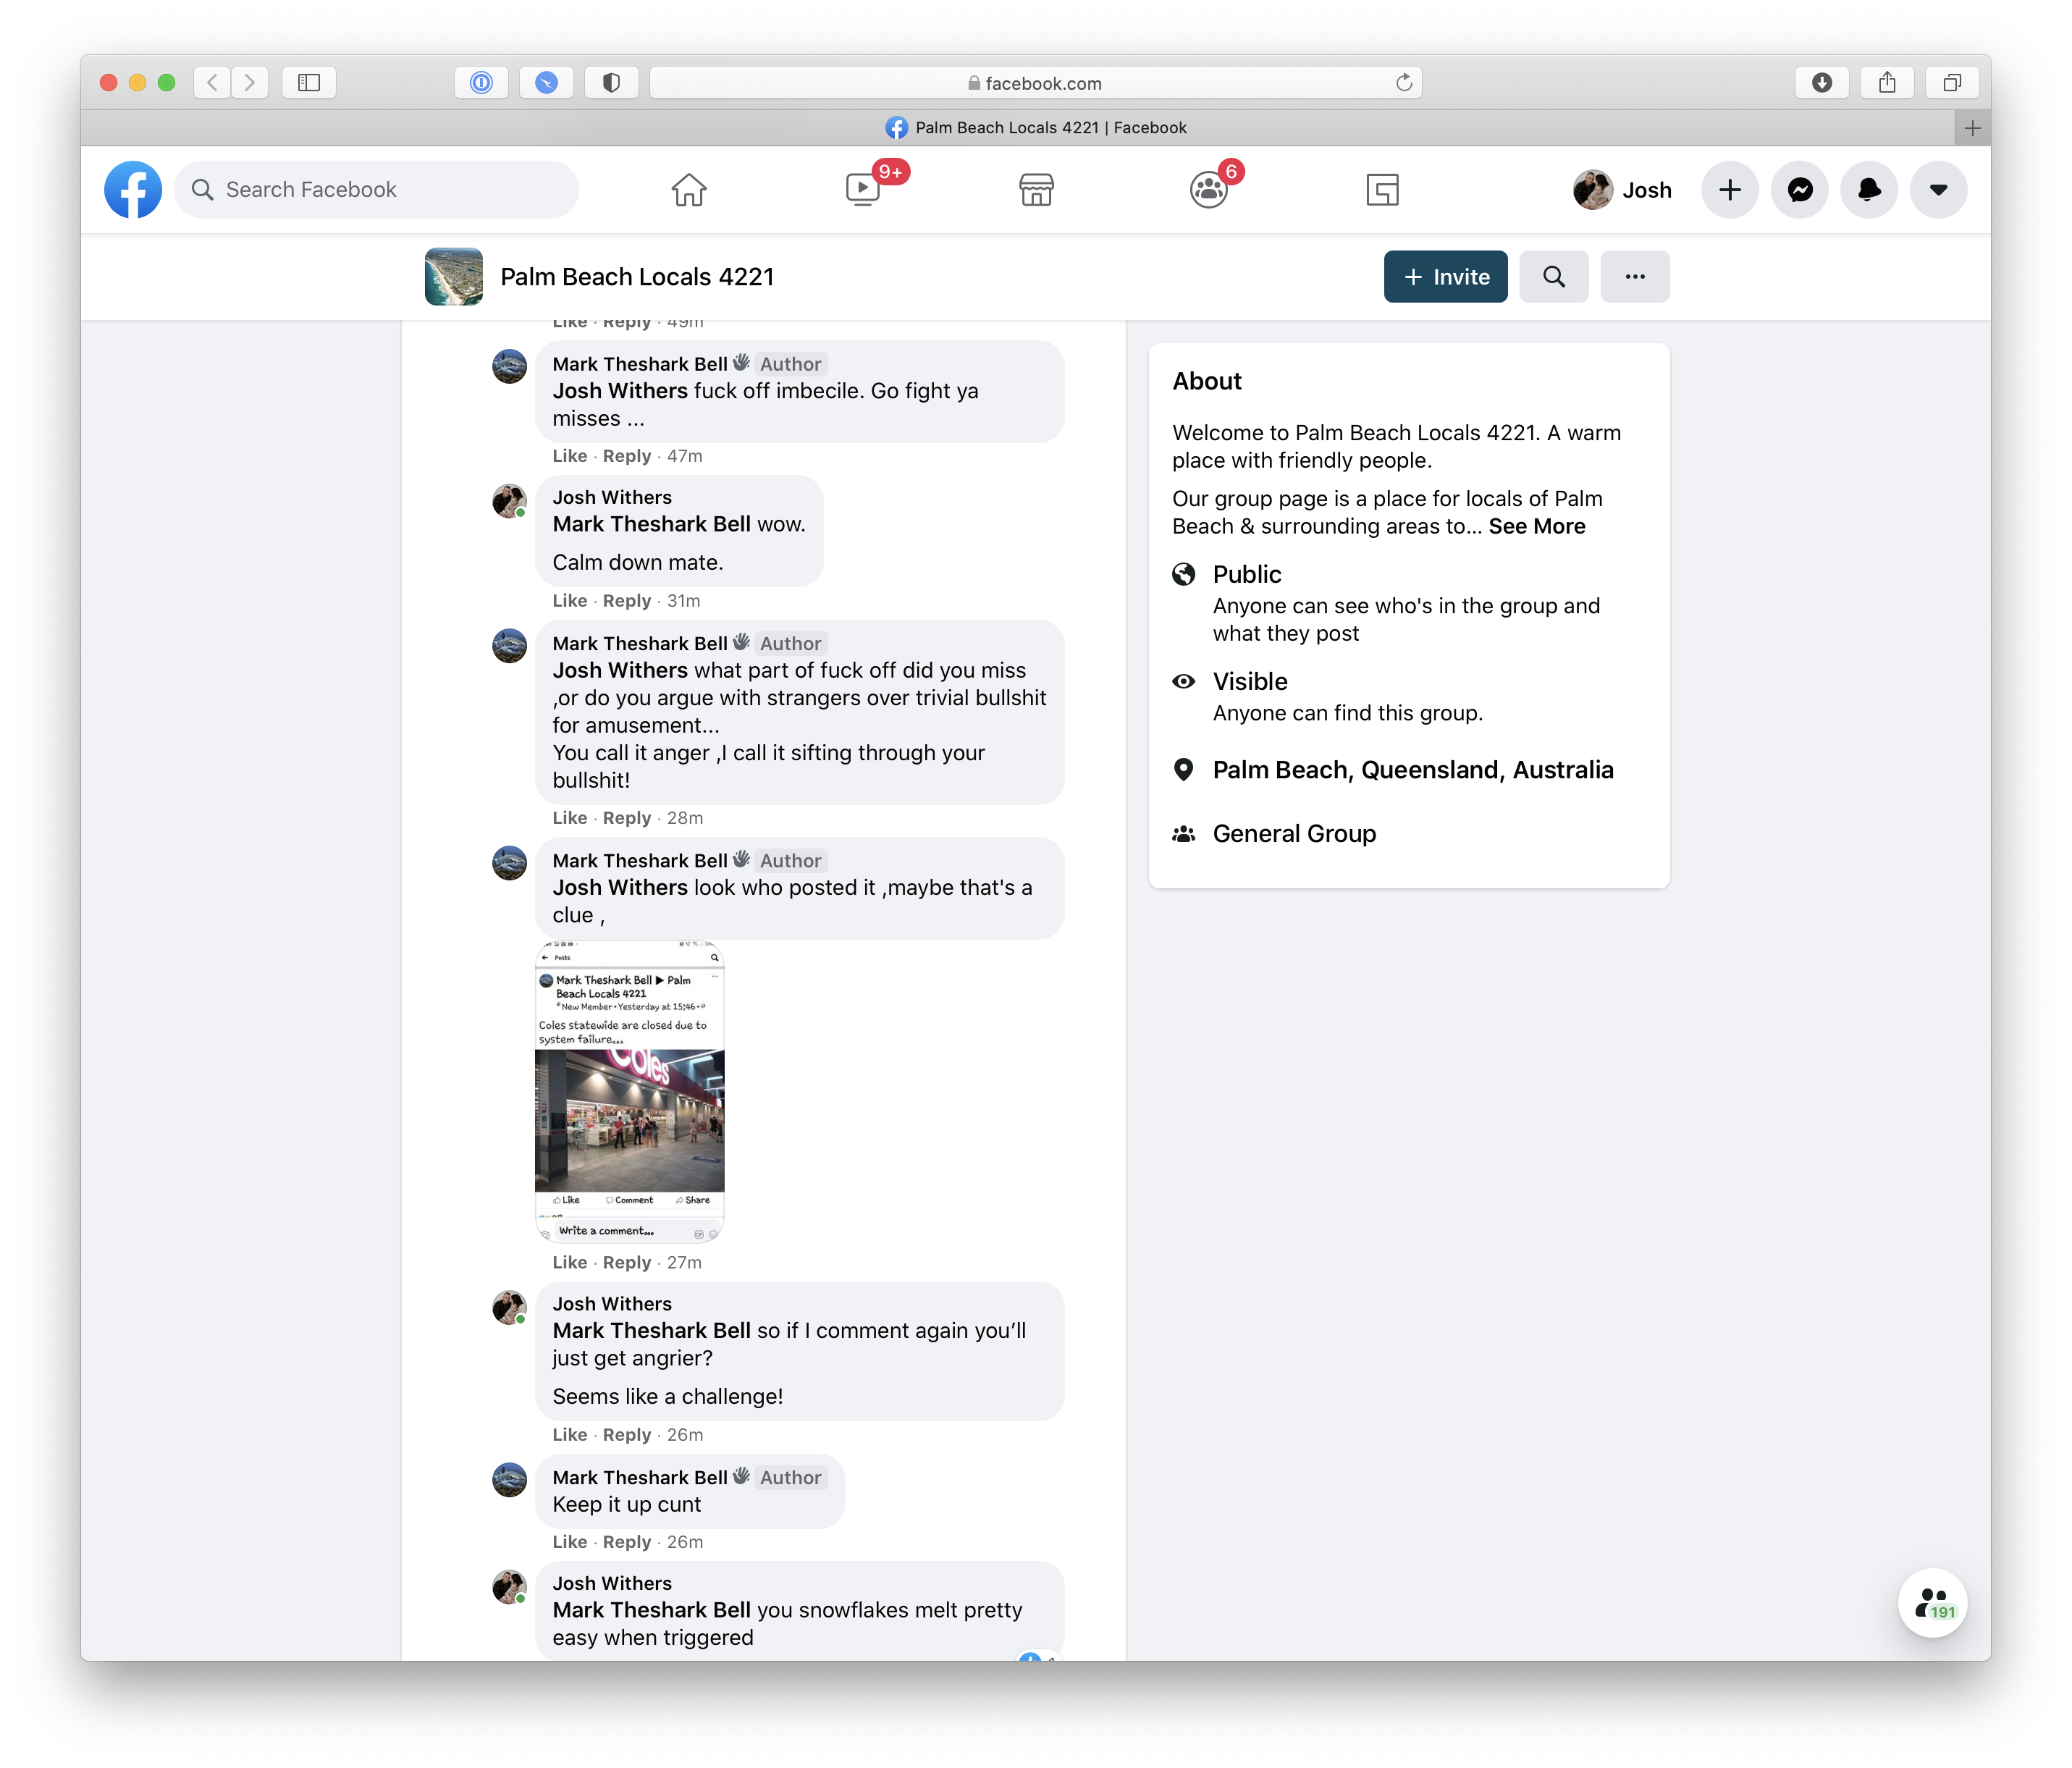 facebook.com
Palm Beach Locals 4221 | Facebook
Search Facebook
9+
6
Josh
Palm Beach Locals 4221
+ Invite
Like · Reply · 49m
Mark Theshark Bell Author
Josh Withers fuck off imbecile. Go fight ya
misses ...
Like · Reply · 47m
Josh Withers
Mark Theshark Bell wow.
Calm down mate.
Like · Reply · 31m
Mark Theshark Bell Author
Josh Withers what part of fuck off did you miss
,or do you argue with strangers over trivial bullshit
for amusement...
You call it anger ,I call it sifting through your
bullshit!
Like · Reply · 28m
Mark Theshark Bell Author
Josh Withers look who posted it ,maybe that's a
clue ,
Posts
Mark Theshark Bell ▶ Palm
Beach Locals 4221
New Member • Yesterday at 15:46 •
Coles statewide are closed due to
system failure...
coles
Like Comment Share
Write a comment...
Like · Reply · 27m
Josh Withers
Mark Theshark Bell so if I comment again you’ll
just get angrier?
Seems like a challenge!
Like · Reply · 26m
Mark Theshark Bell Author
Keep it up cunt
Like · Reply · 26m
Josh Withers
Mark Theshark Bell you snowflakes melt pretty
easy when triggered
About
Welcome to Palm Beach Locals 4221. A warm
place with friendly people.
Our group page is a place for locals of Palm
Beach & surrounding areas to... See More
Public
Anyone can see who's in the group and
what they post
Visible
Anyone can find this group.
Palm Beach, Queensland, Australia
General Group
191